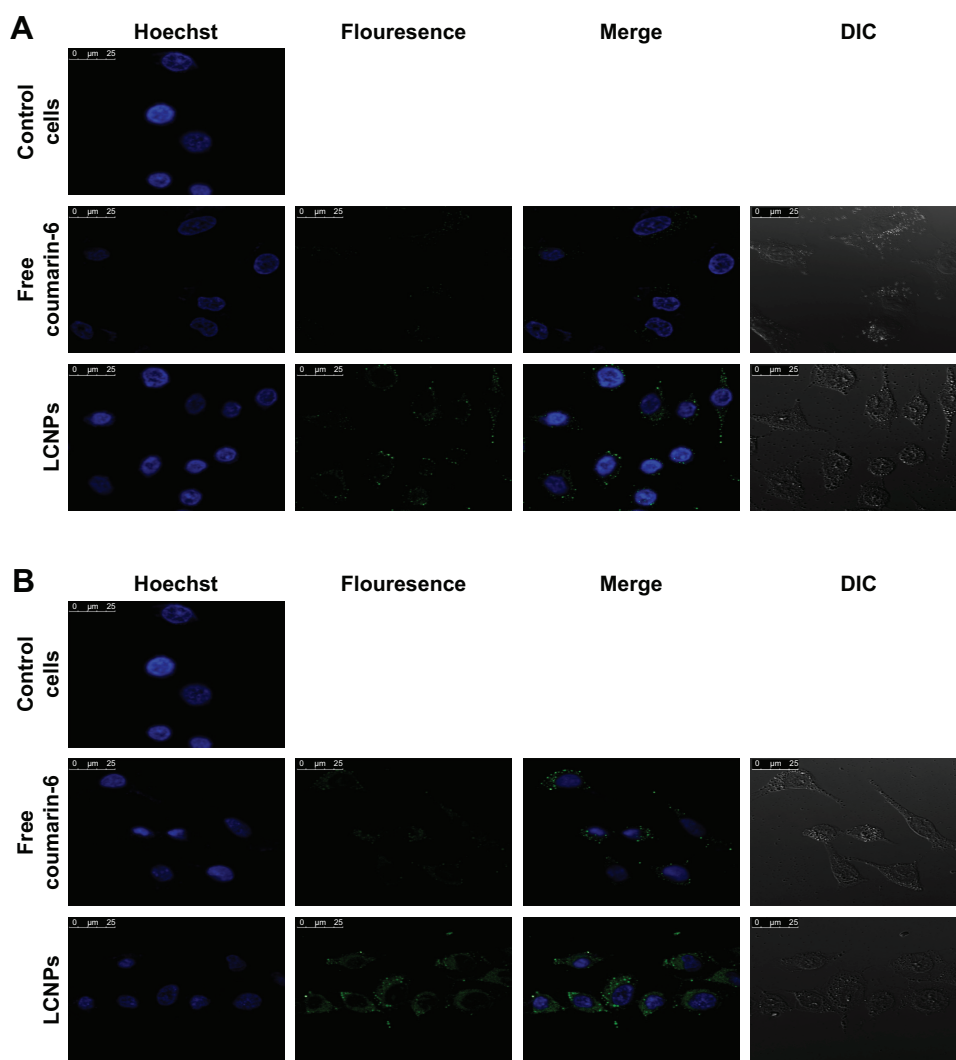 A
Hoechst Flouresence Merge DIC
Control
cells
0 µm 25
Free
coumarin-6
0 µm 25 0 µm 25 0 µm 25 0 µm 25
LCNPs
0 µm 25 0 µm 25 0 µm 25 0 µm 25
B
Hoechst Flouresence Merge DIC
Control
cells
0 µm 25
Free
coumarin-6
0 µm 25 0 µm 25 0 µm 25 0 µm 25
LCNPs
0 µm 25 0 µm 25 0 µm 25 0 µm 25